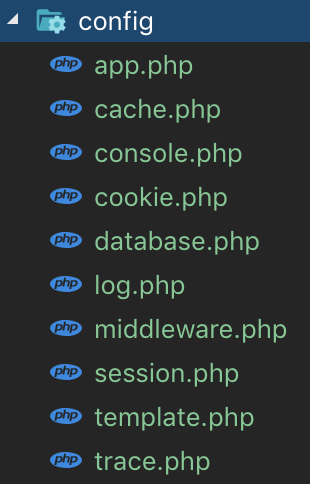 config
php app.php
php cache.php
php console.php
php cookie.php
php database.php
php log.php
php middleware.php
php session.php
php template.php
php trace.php